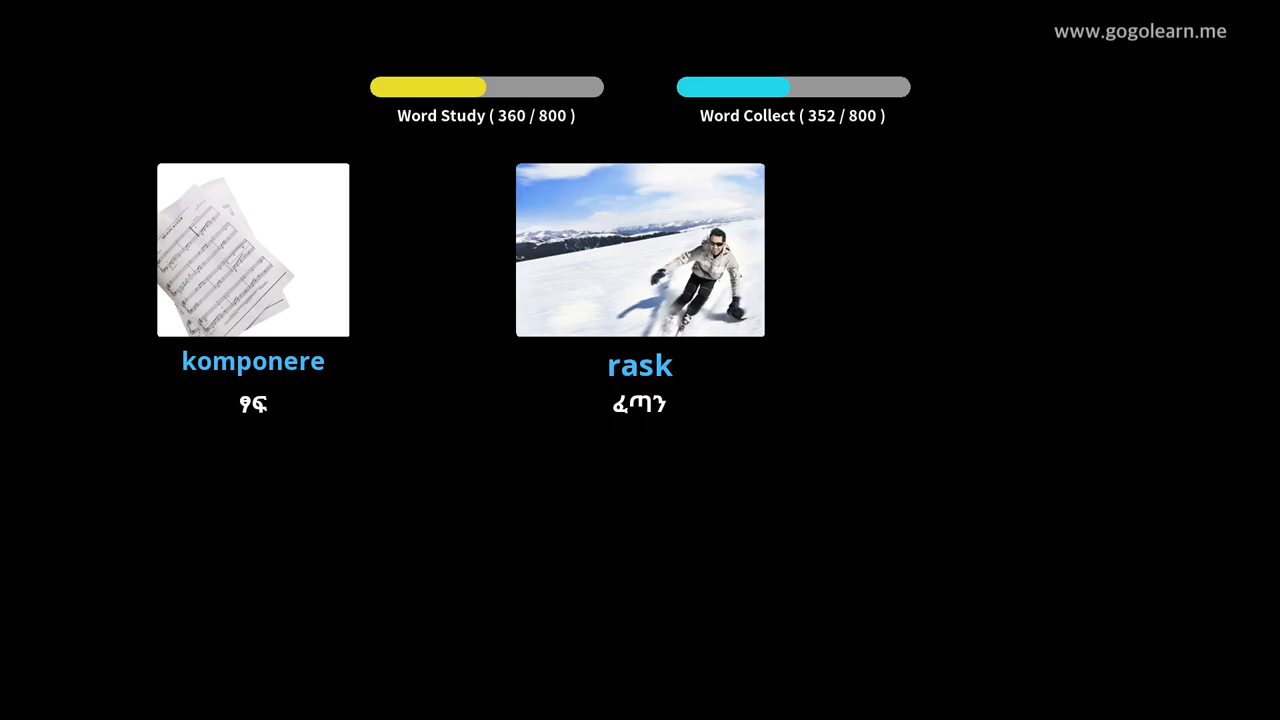 www.gogolearn.me
Word Study ( 360 / 800 )
Word Collect ( 352 / 800 )
komponere
ፃፍ
rask
ፈጣን